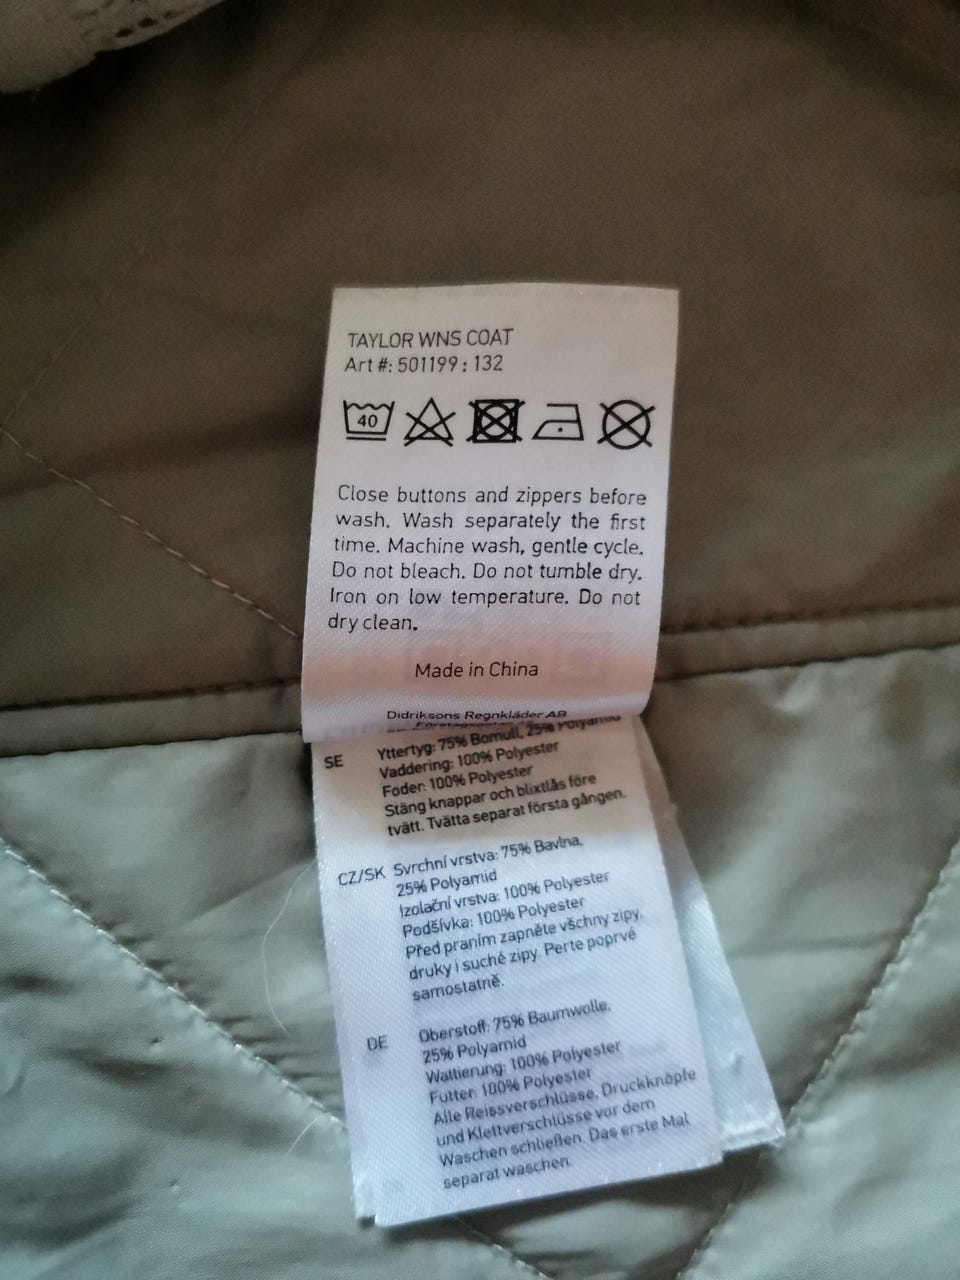 TAYLOR WNS COAT
Art #: 501199 : 132
40
Close buttons and zippers before
wash. Wash separately the first
time. Machine wash, gentle cycle.
Do not bleach. Do not tumble dry.
Iron on low temperature. Do not
dry clean.
Made in China
Didriksons Regnkläder AB
SE Yttertyg: 75% Bomull, 25% Polyamid
Vaddering: 100% Polyester
Foder: 100% Polyester
Stäng knappar och blixtlås före
tvätt. Tvätta separat första gången.
CZ/SK Svrchní vrstva: 75% Bavlna,
25% Polyamid
Izolační vrstva: 100% Polyester
Podšívka: 100% Polyester
Před praním zapněte všchny zipy,
druky i suché zipy. Perte poprvé
samostatně.
DE Oberstoff: 75% Baumwolle,
25% Polyamid
Wattierung: 100% Polyester
Futter: 100% Polyester
Alle Reissverschlüsse, Druckknöpfe
und Klettverschlüsse vor dem
Waschen schließen. Das erste Mal
separat waschen.